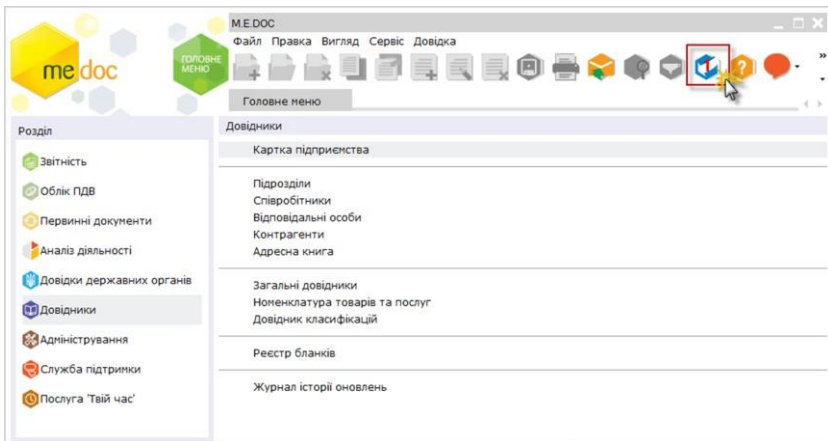 M.E.DOC
Файл Правка Вигляд Сервіс Довідка
me doc
ГОЛОВНЕ
МЕНЮ
Головне меню
Розділ
Звітність
Облік ПДВ
Первинні документи
Аналіз діяльності
Довідки державних органів
Довідники
Адміністрування
Служба підтримки
Послуга 'Твій час'
Довідники
Картка підприємства
Підрозділи
Співробітники
Відповідальні особи
Контрагенти
Адресна книга
Загальні довідники
Номенклатура товарів та послуг
Довідник класифікацій
Реєстр бланків
Журнал історії оновлень